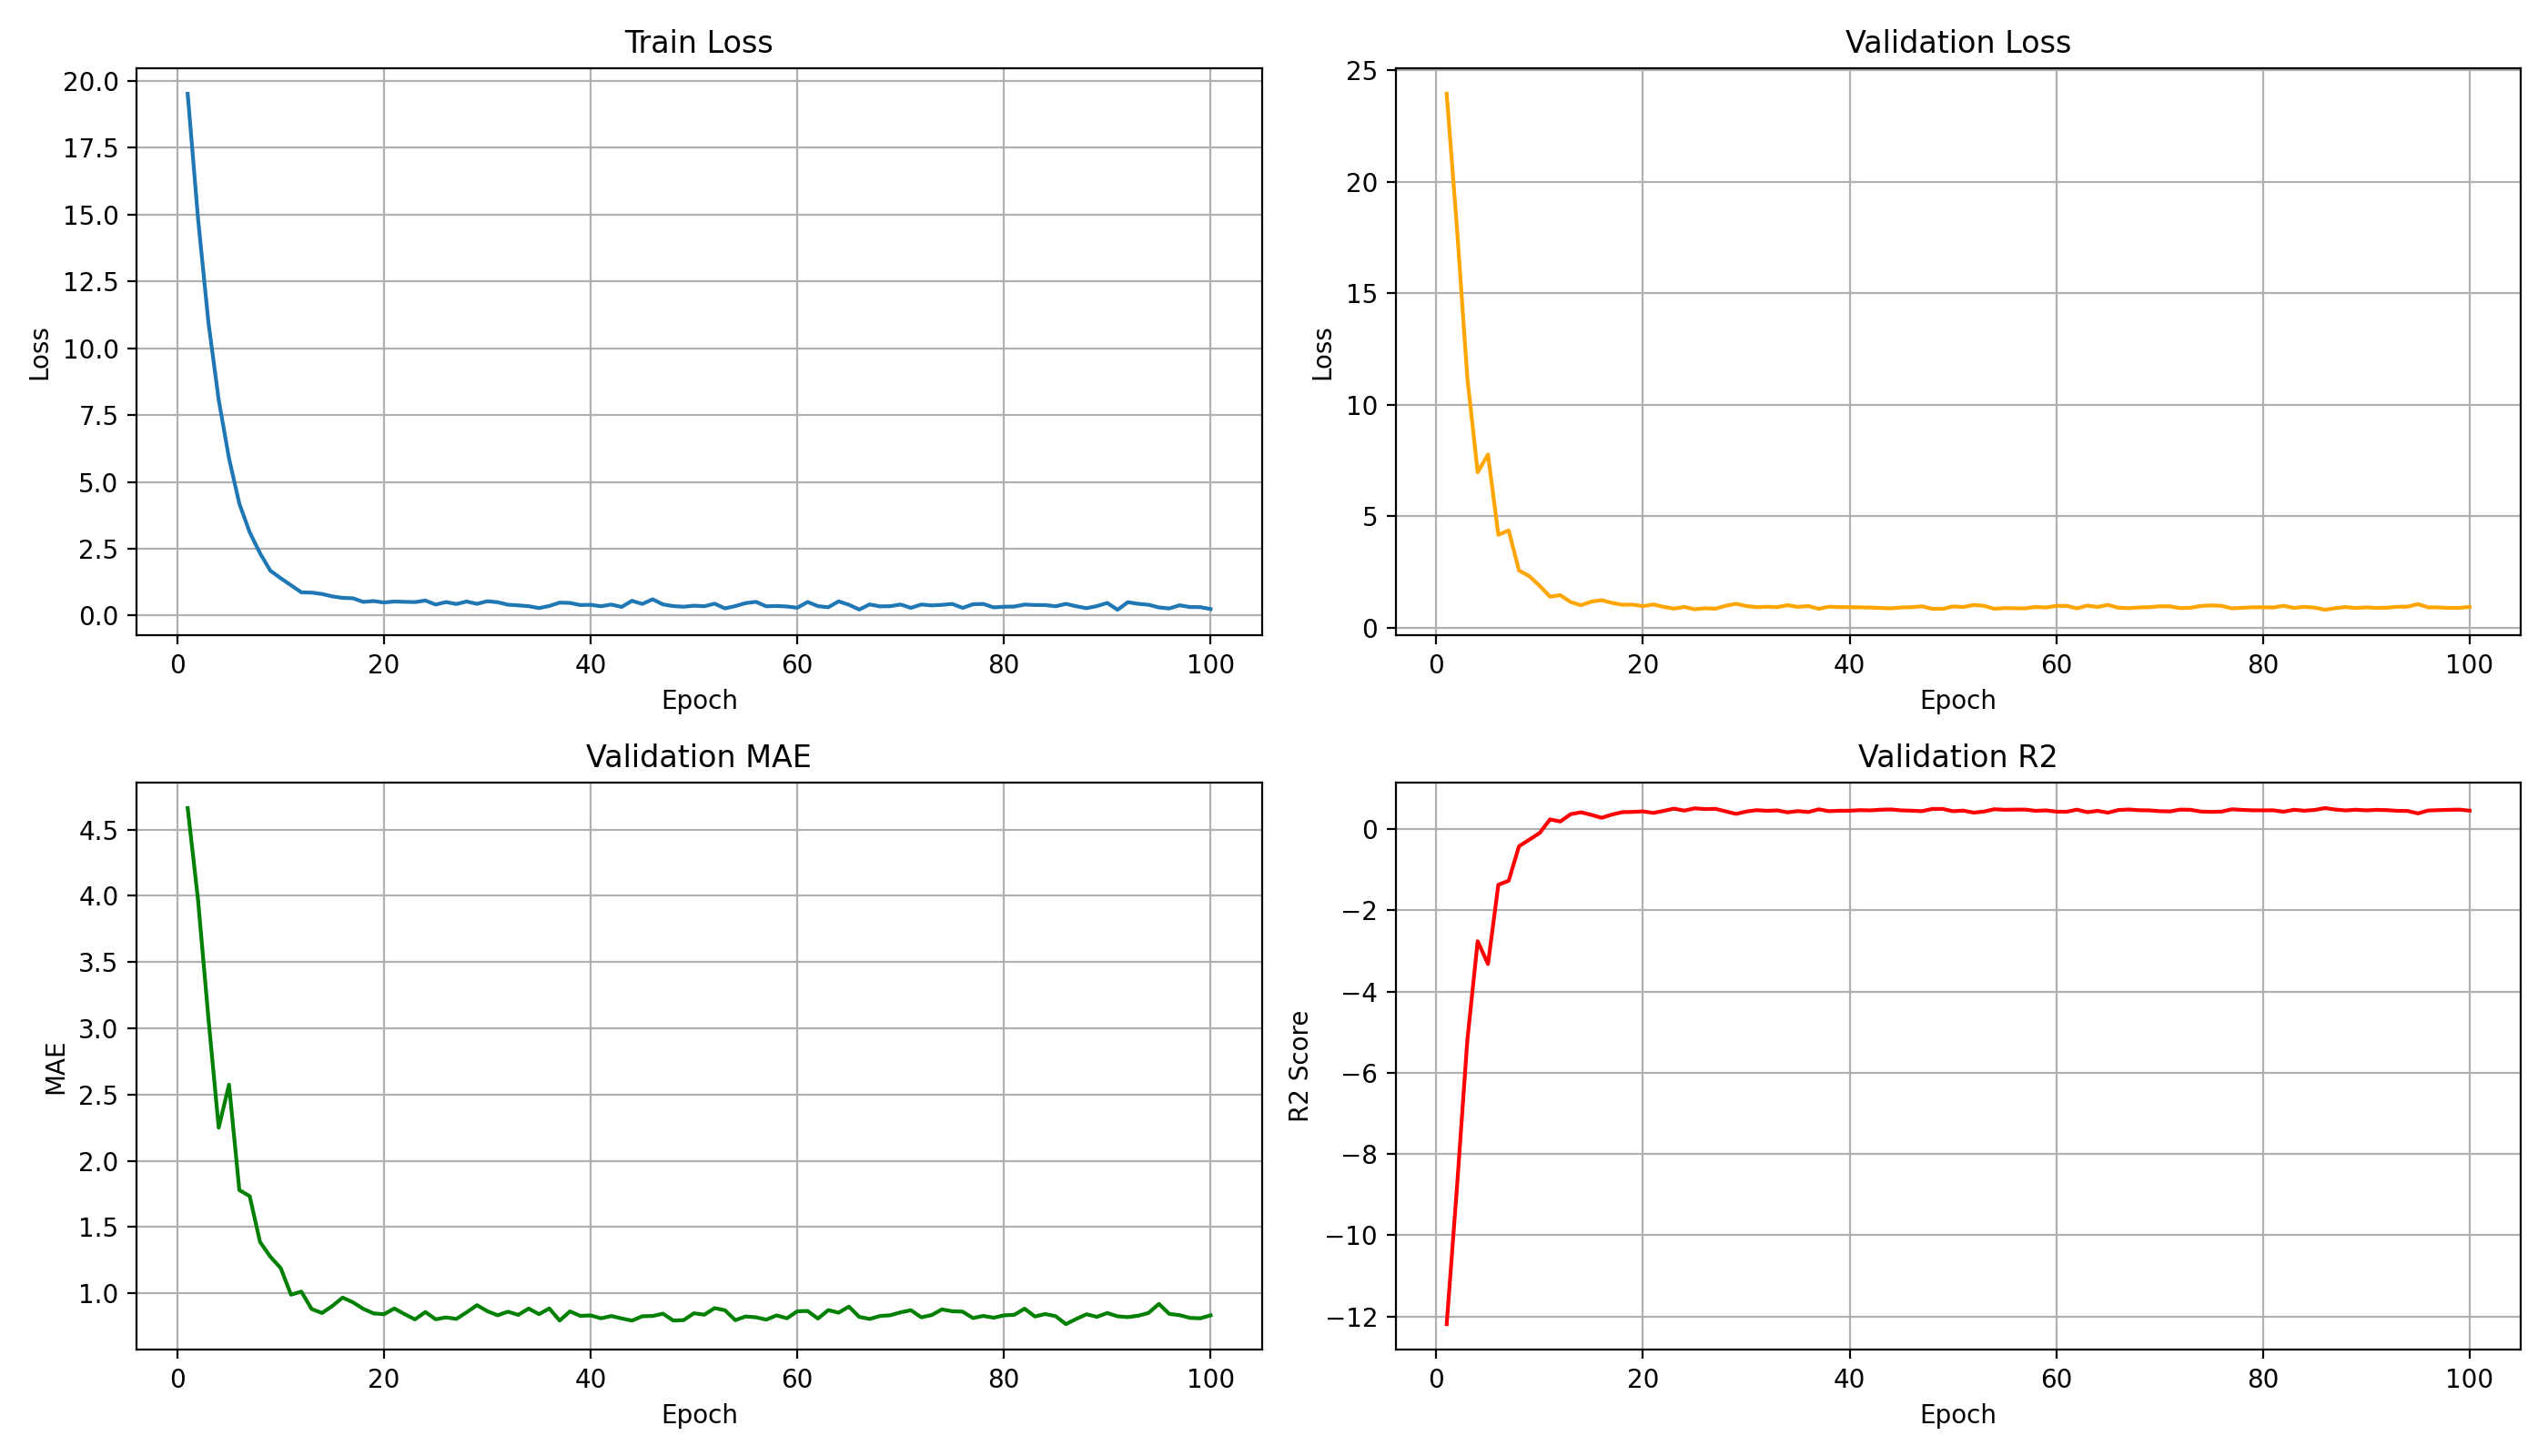 Train Loss
20.0
17.5
15.0
12.5
10.0
7.5
5.0
2.5
0.0
Loss
0 20 40 60 80 100
Epoch
Validation Loss
25
20
15
10
5
0
Loss
0 20 40 60 80 100
Epoch
Validation MAE
4.5
4.0
3.5
3.0
2.5
2.0
1.5
1.0
MAE
0 20 40 60 80 100
Epoch
Validation R2
0
−2
−4
−6
−8
−10
−12
R2 Score
0 20 40 60 80 100
Epoch